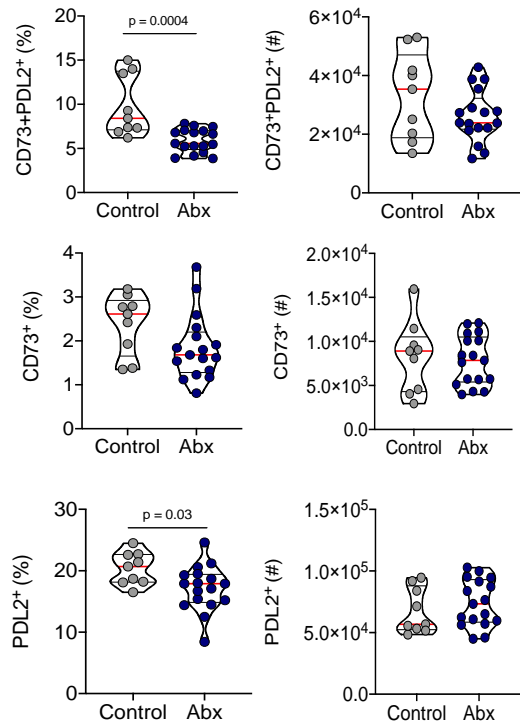 CD73+PDL2⁺ (%)
20
15
10
5
0
p = 0.0004
Control Abx
CD73⁺PDL2⁺ (#)
6×10⁴
4×10⁴
2×10⁴
0
Control Abx
CD73⁺ (%)
4
3
2
1
0
Control Abx
CD73⁺ (#)
2.0×10⁴
1.5×10⁴
1.0×10⁴
5.0×10³
0.0
Control Abx
PDL2⁺ (%)
30
20
10
0
p = 0.03
Control Abx
PDL2⁺ (#)
1.5×10⁵
1.0×10⁵
5.0×10⁴
0.0
Control Abx